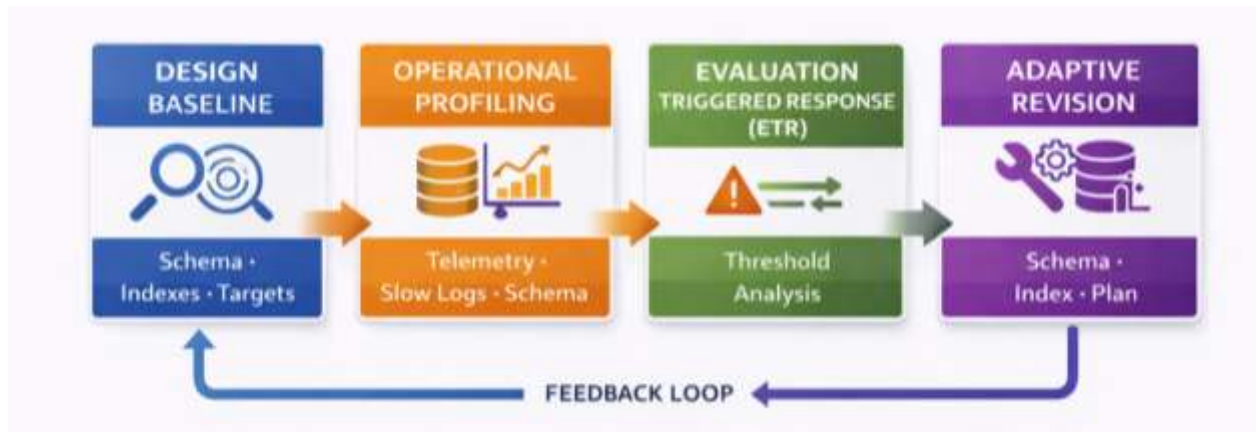 DESIGN
BASELINE
Schema ·
Indexes · Targets
OPERATIONAL
PROFILING
Telemetry ·
Slow Logs · Schema
EVALUATION
TRIGGERED RESPONSE
(ETR)
Threshold
Analysis
ADAPTIVE
REVISION
Schema ·
Index · Plan
FEEDBACK LOOP